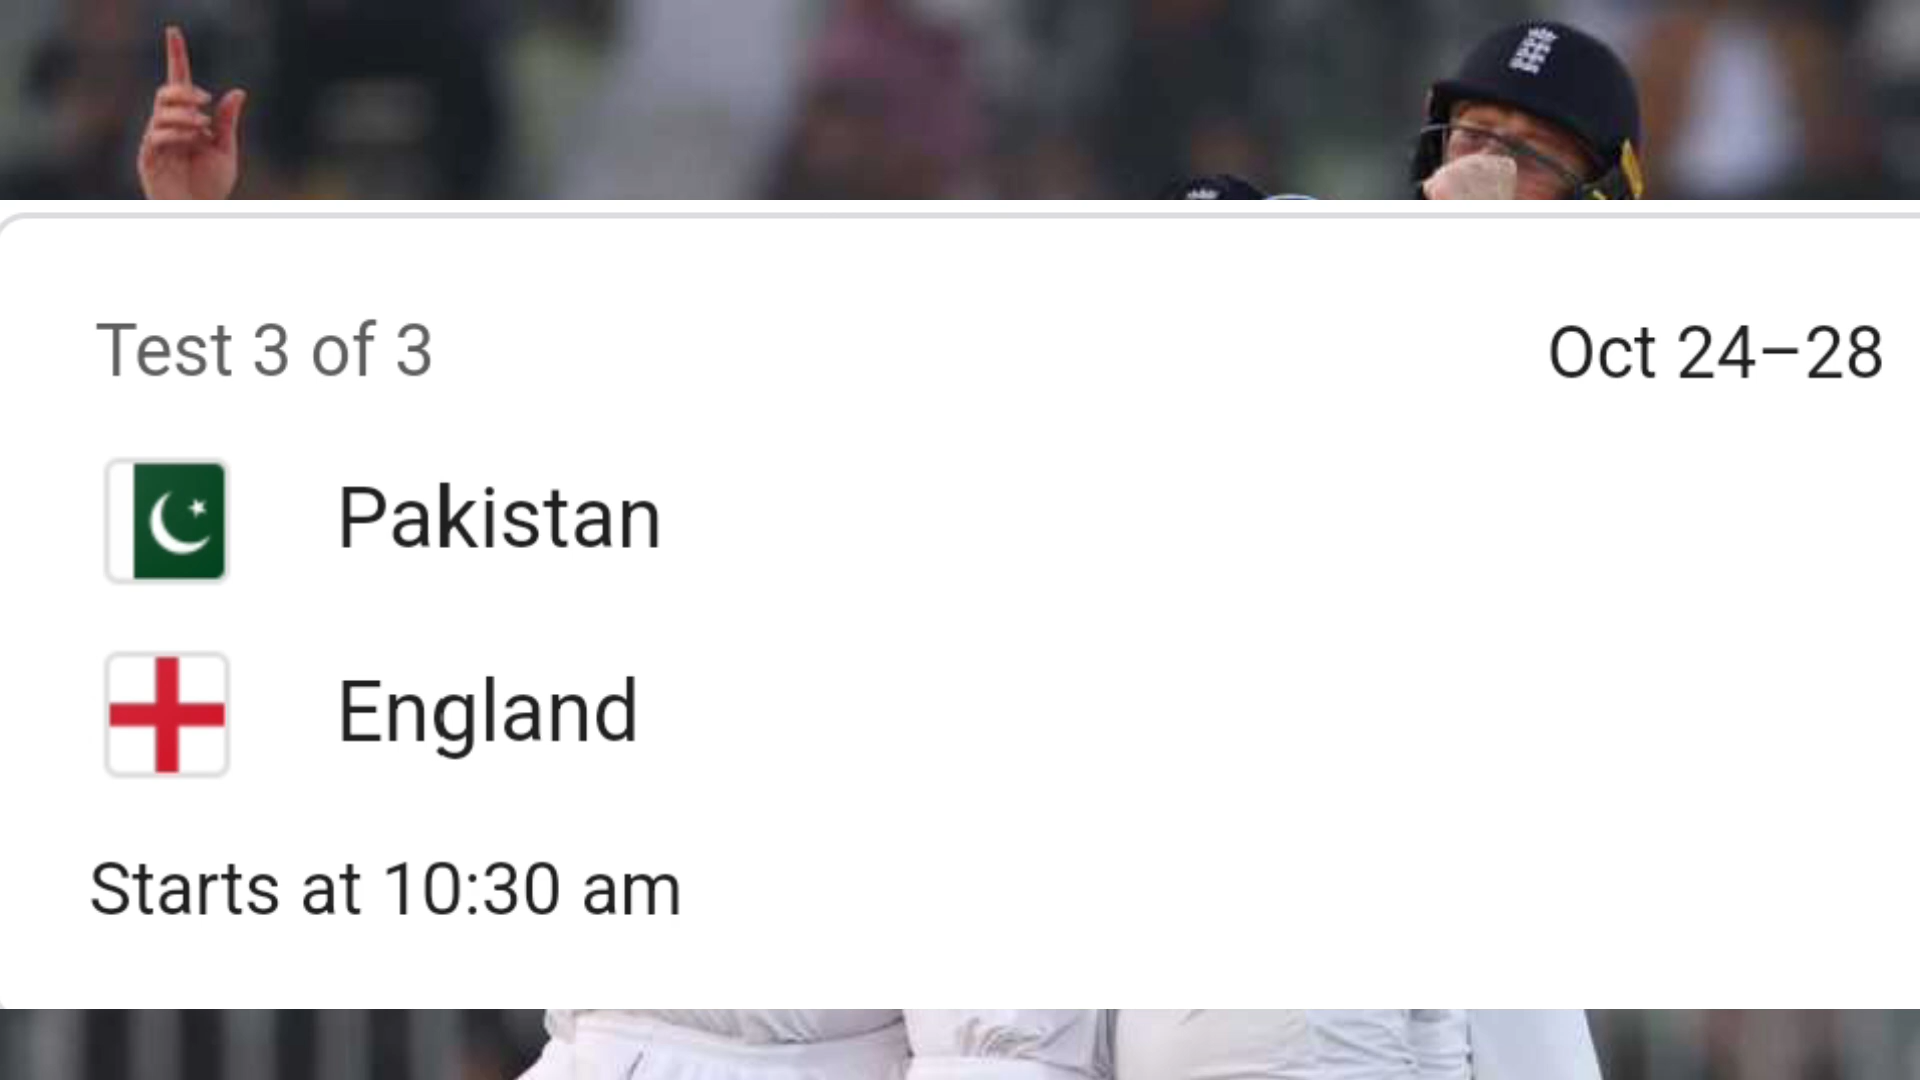 Test 3 of 3
Oct 24–28
Pakistan
England
Starts at 10:30 am